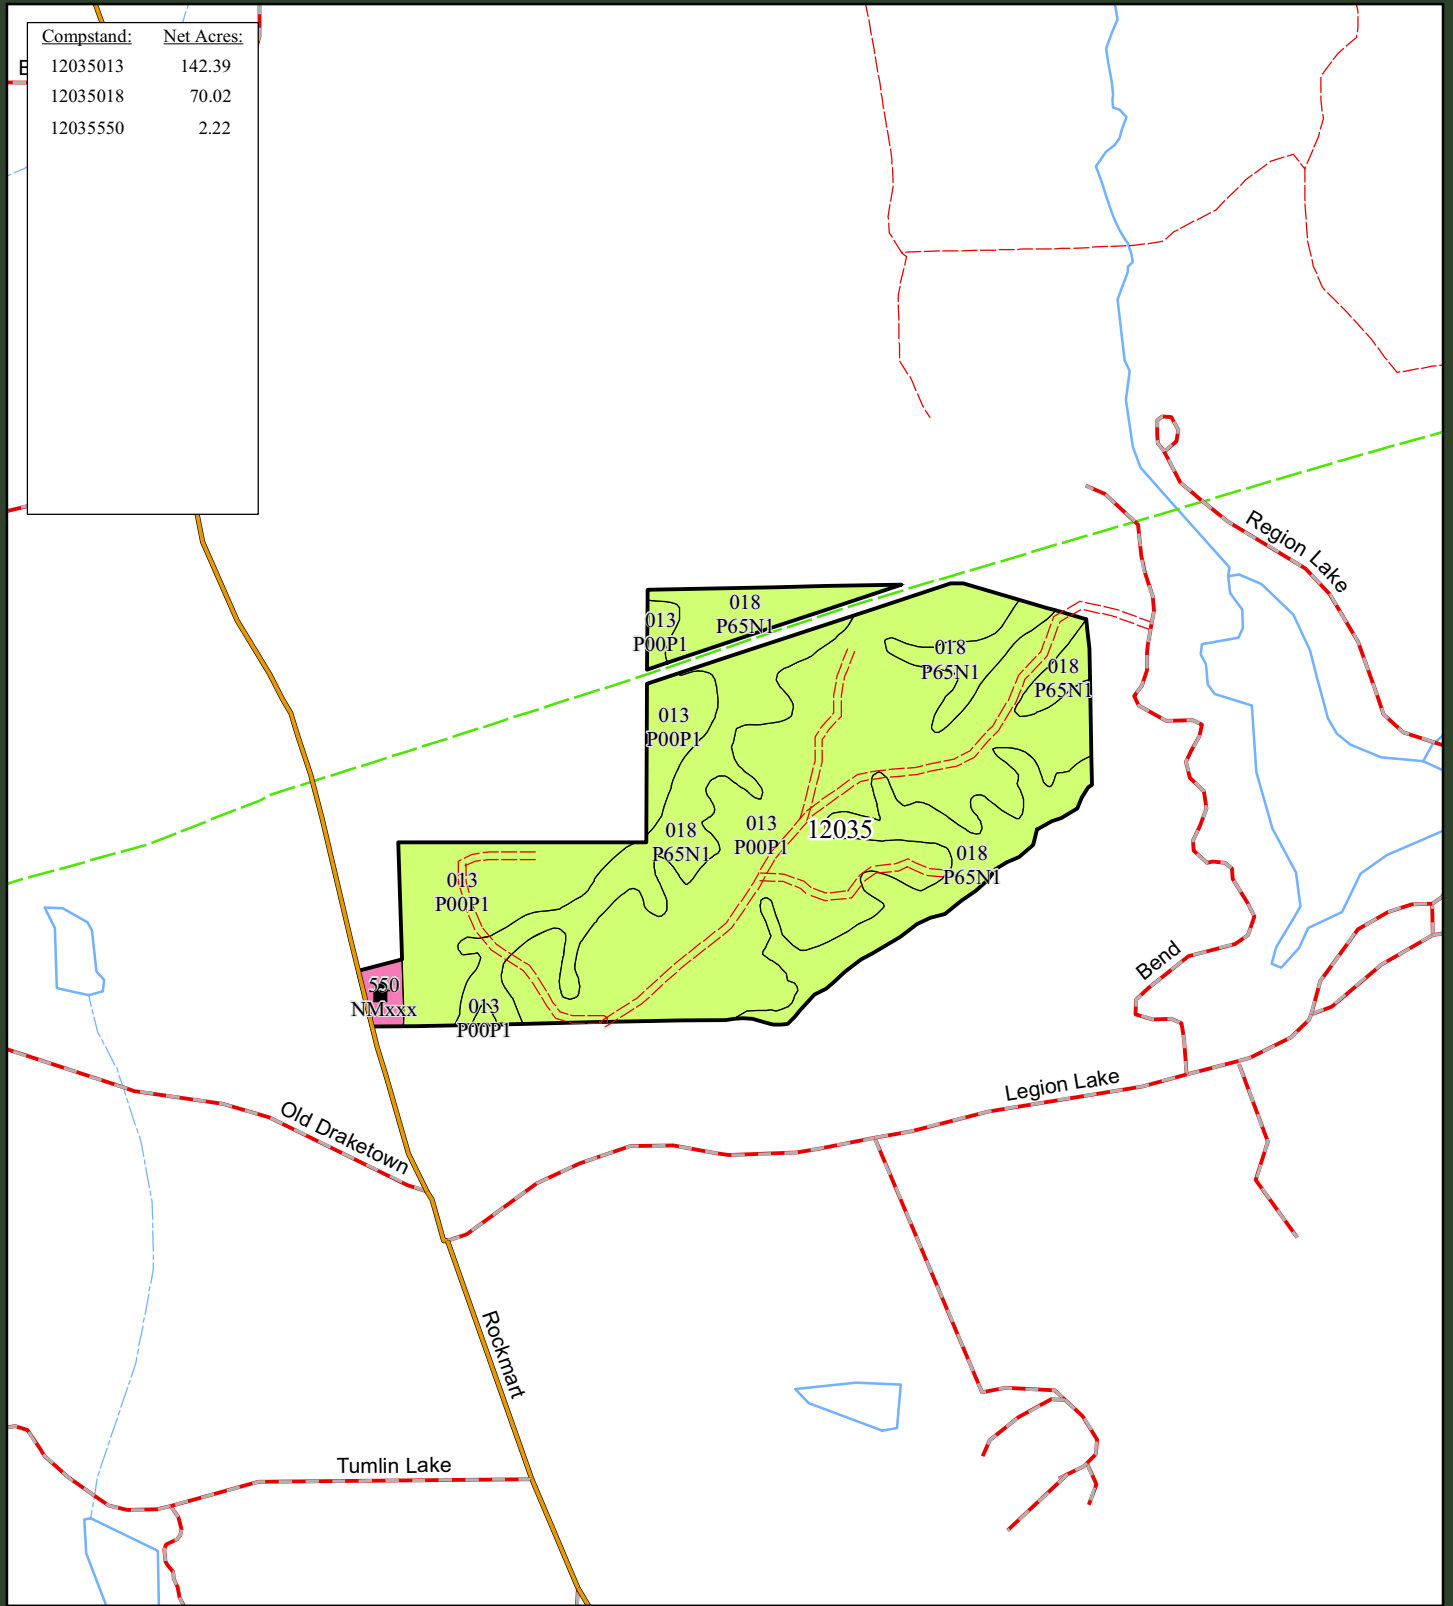 Compstand: Net Acres:
12035013 142.39
12035018 70.02
12035550 2.22
Region Lake
018
P65N1
013
P00P1
018
P65N1
018
P65N1
013
P00P1
018
P65N1
013
P00P1
12035
018
P65N1
013
P00P1
550
NMxxx
013
P00P1
Bend
Legion Lake
Old Draketown
Rockmart
Tumlin Lake